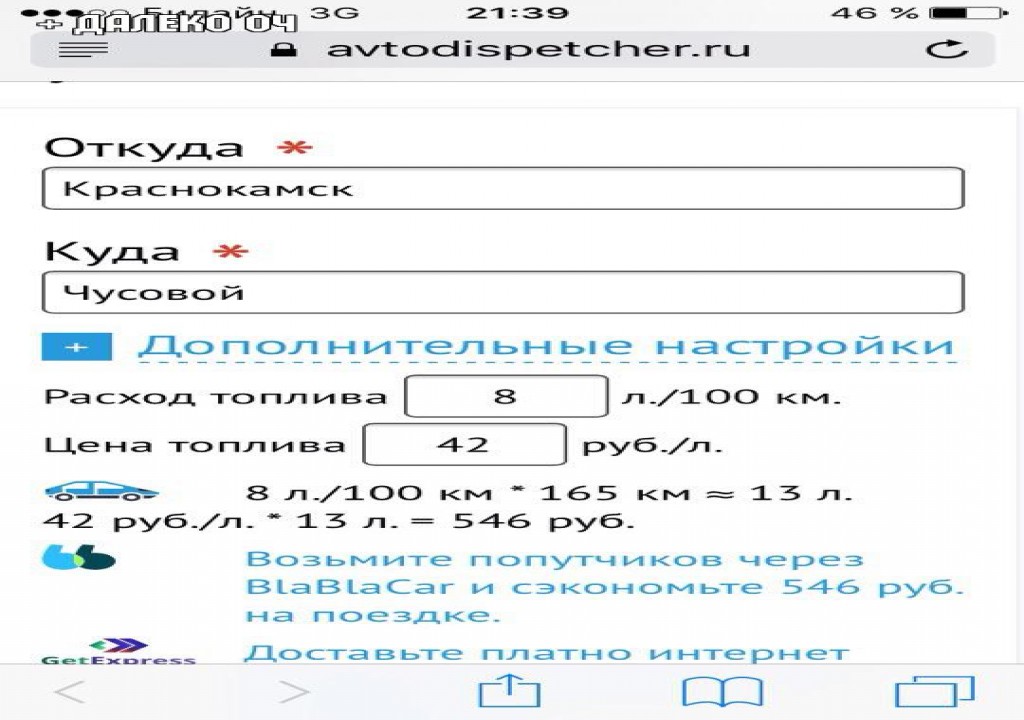 3G 21:39 46 %
+ ДАЛЕКО ОЧ
avtodispetcher.ru
Откуда *
Краснокамск
Куда *
Чусовой
+ Дополнительные настройки
Расход топлива 8 л./100 км.
Цена топлива 42 руб./л.
8 л./100 км * 165 км ≈ 13 л.
42 руб./л. * 13 л. = 546 руб.
Возьмите попутчиков через
BlaBlaCar и сэкономьте 546 руб.
на поездке.
GetExpress Доставьте платно интернет